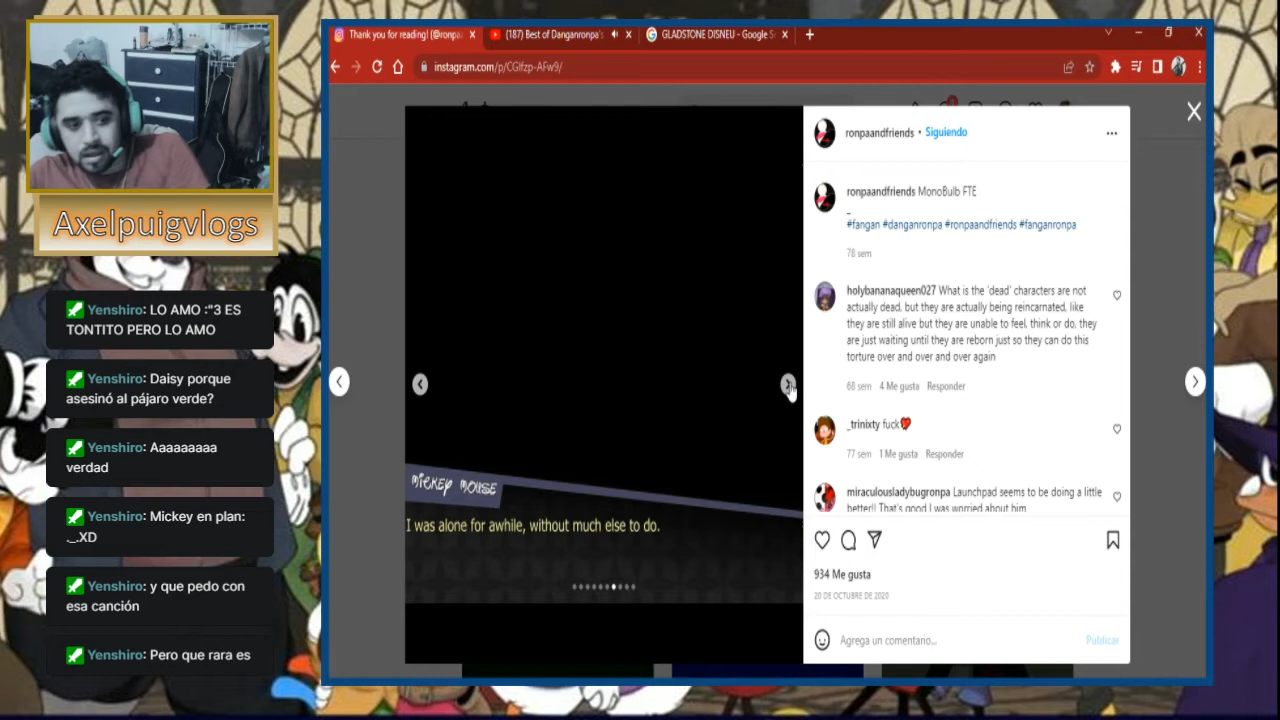 Thank you for reading! (@ronpa
(187) Best of Danganronpa's
GLADSTONE DISNEU - Google S
instagram.com/p/CGIfzp-AFw9/
Axelpuigvlogs
Yenshiro: LO AMO :"3 ES
TONTITO PERO LO AMO
Yenshiro: Daisy porque
asesinó al pájaro verde?
Yenshiro: Aaaaaaaaa
verdad
Yenshiro: Mickey en plan:
._.XD
Yenshiro: y que pedo con
esa canción
Yenshiro: Pero que rara es
MICKEY MOUSE
I was alone for awhile, without much else to do.
ronpaandfriends • Siguiendo
ronpaandfriends MonoBulb FTE
_
#fangan #danganronpa #ronpaandfriends #fanganronpa
78 sem
holybananaqueen027 What is the 'dead' characters are not
actually dead, but they are actually being reincarnated, like
they are still alive but they are unable to feel, think or do, they
are just waiting until they are reborn just so they can do this
torture over and over and over again
68 sem 4 Me gusta Responder
_trinixty fuck💔
77 sem 1 Me gusta Responder
miraculousladybugronpa Launchpad seems to be doing a little
better!! That's good I was worried about him
934 Me gusta
20 DE OCTUBRE DE 2020
Agrega un comentario...
Publicar